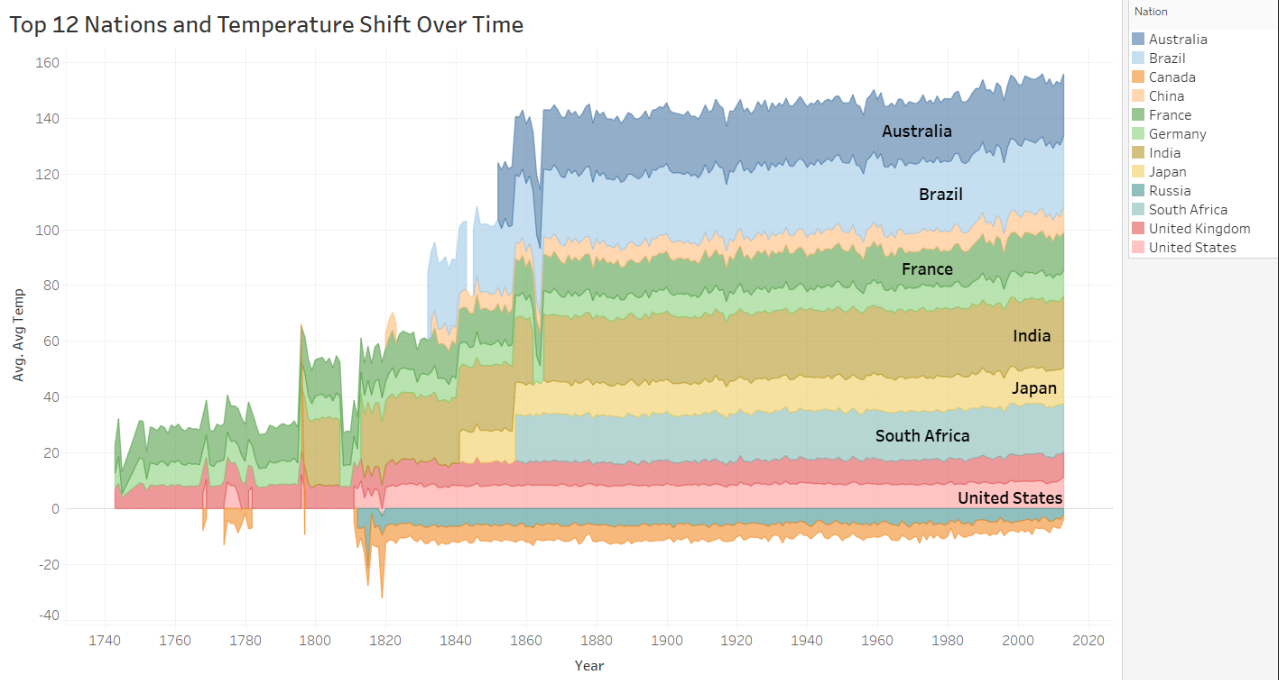 Top 12 Nations and Temperature Shift Over Time
Nation
Australia
Brazil
Canada
China
France
Germany
India
Japan
Russia
South Africa
United Kingdom
United States
Avg. Avg Temp
160
140
120
100
80
60
40
20
0
-20
-40
Australia
Brazil
France
India
Japan
South Africa
United States
1740 1760 1780 1800 1820 1840 1860 1880 1900 1920 1940 1960 1980 2000 2020
Year